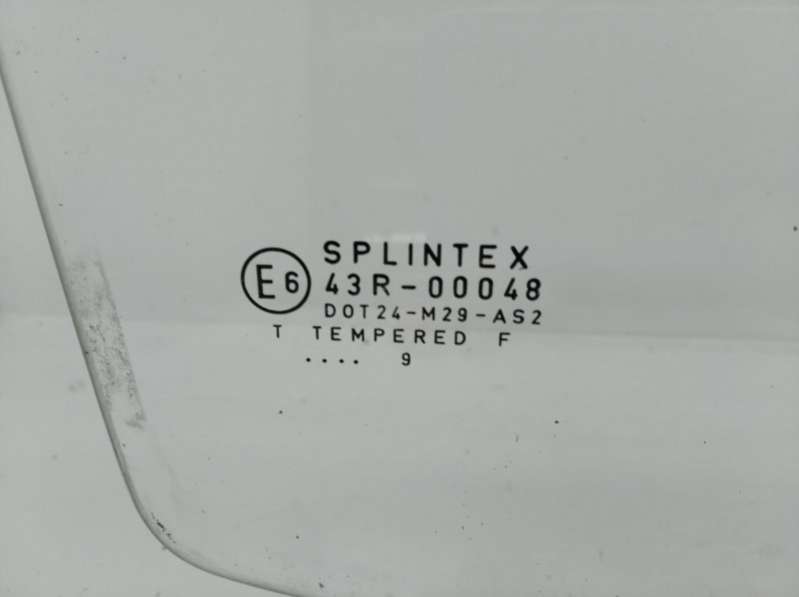 SPLINTEX
E6 43R-00048
DOT24-M29-AS2
T TEMPERED F
.... 9